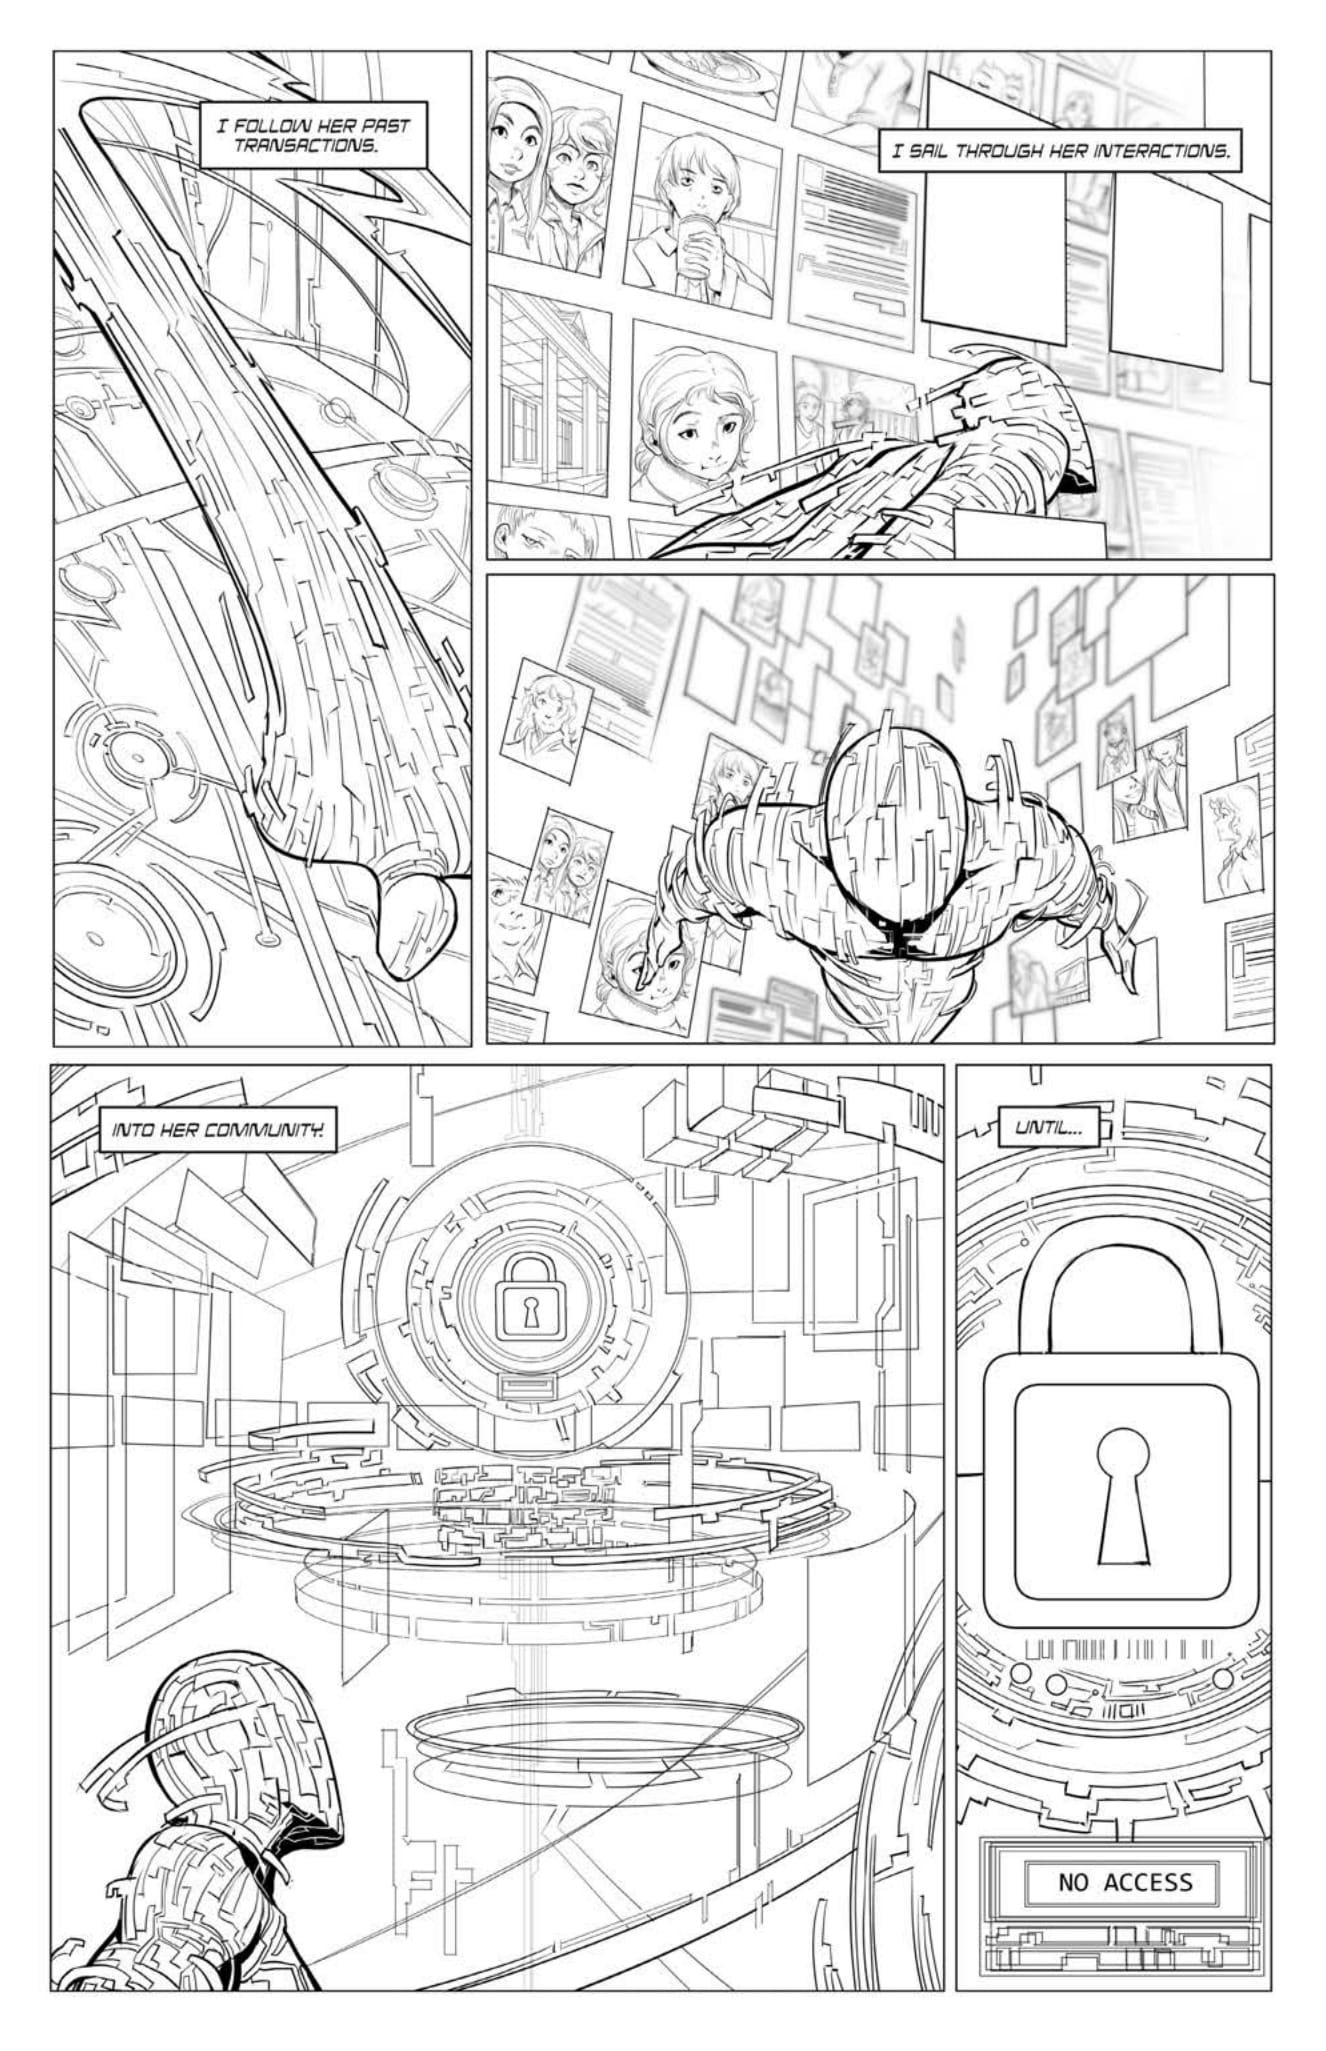 I FOLLOW HER PAST
TRANSACTIONS.
I SAIL THROUGH HER INTERACTIONS.
INTO HER COMMUNITY.
UNTIL...
NO ACCESS